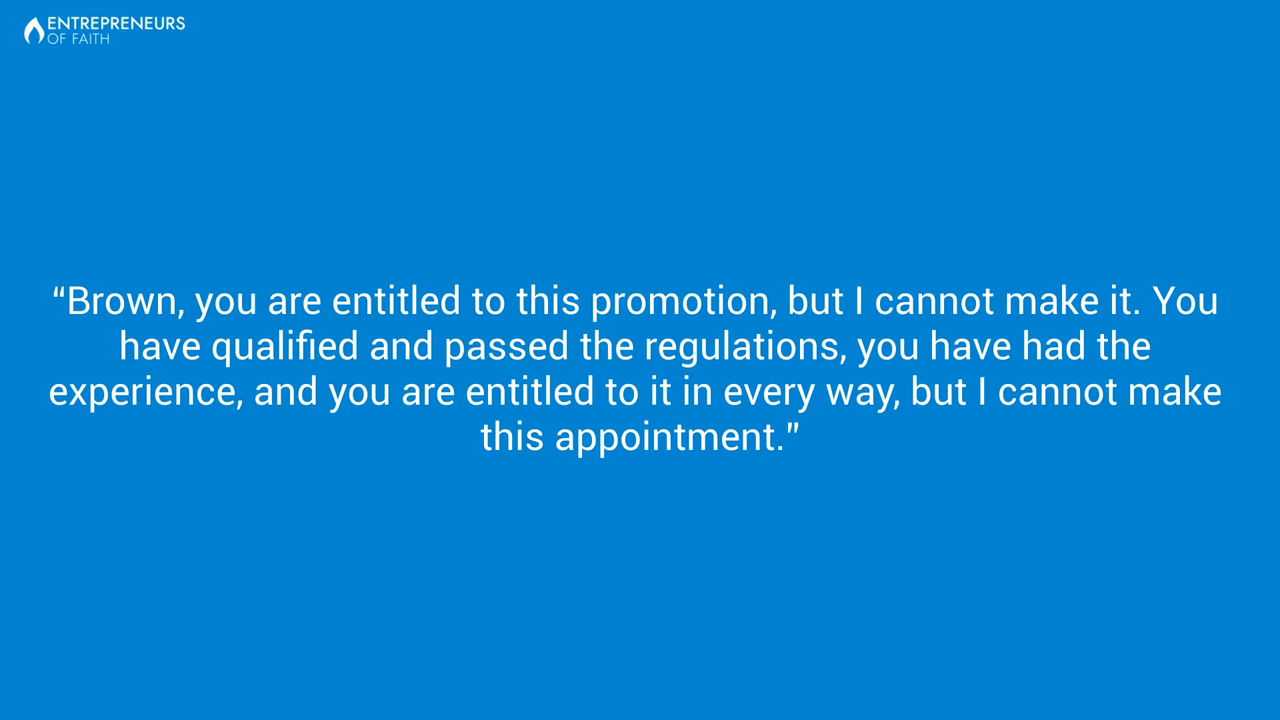 ENTREPRENEURS
OF FAITH
“Brown, you are entitled to this promotion, but I cannot make it. You
have qualified and passed the regulations, you have had the
experience, and you are entitled to it in every way, but I cannot make
this appointment.”